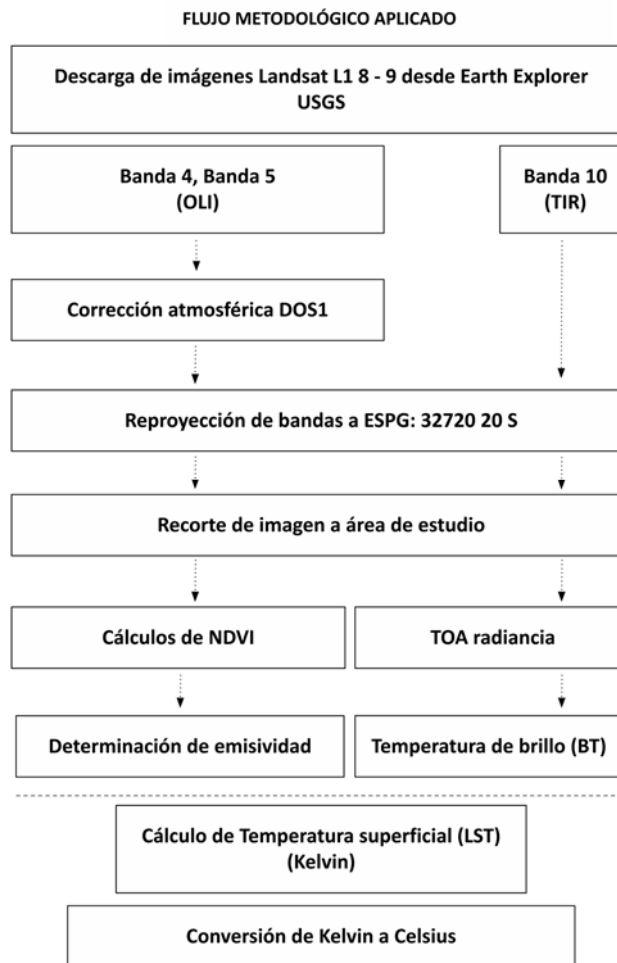 FLUJO METODOLÓGICO APLICADO
Descarga de imágenes Landsat L1 8 - 9 desde Earth Explorer
USGS
Banda 4, Banda 5
(OLI)
Banda 10
(TIR)
Corrección atmosférica DOS1
Reproyección de bandas a ESPG: 32720 20 S
Recorte de imagen a área de estudio
Cálculos de NDVI
TOA radiancia
Determinación de emisividad
Temperatura de brillo (BT)
Cálculo de Temperatura superficial (LST)
(Kelvin)
Conversión de Kelvin a Celsius